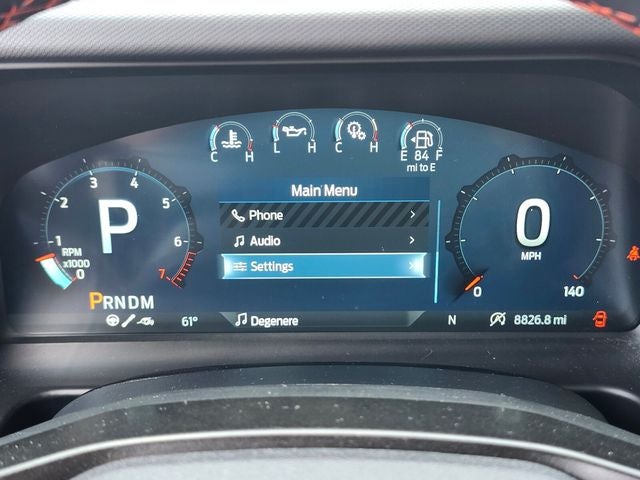 C H
L H
C H
E 84 F
mi to E
Main Menu
Phone
Audio
Settings
0 1 2 3 4 5 6 7
RPM
x1000
P
PRNDM
0
MPH
0 140
61°
Degenere
N
8826.8 mi